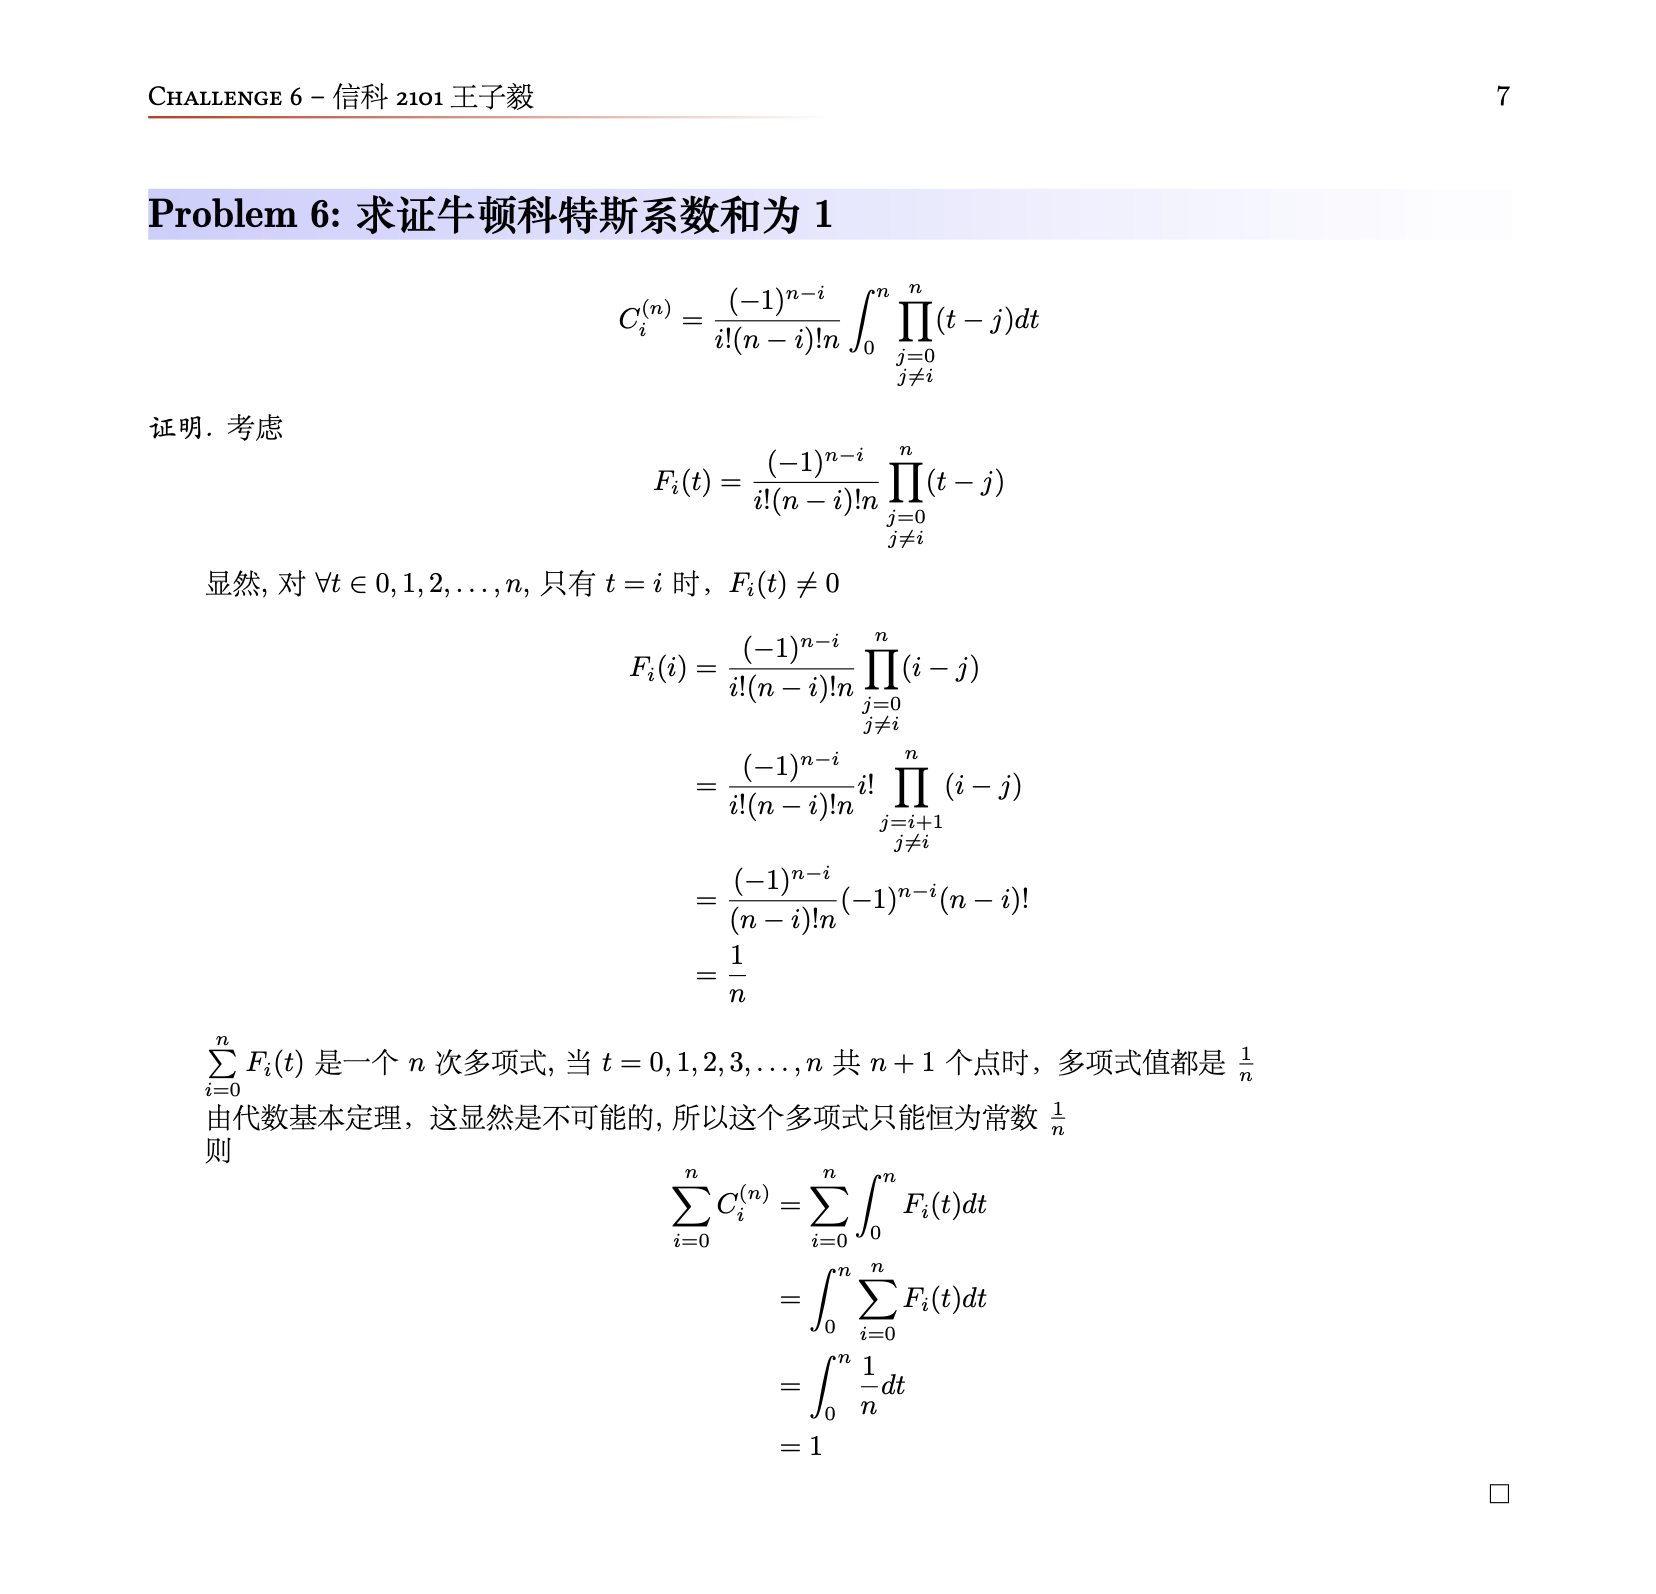 CHALLENGE 6 – 信科 2101 王子毅 7
Problem 6: 求证牛顿科特斯系数和为 1
$C_i^{(n)} = \frac{(-1)^{n-i}}{i!(n-i)!n} \int_0^n \prod_{\substack{j=0 \\ j\neq i}}^n (t-j)dt$
证明. 考虑
$F_i(t) = \frac{(-1)^{n-i}}{i!(n-i)!n} \prod_{\substack{j=0 \\ j\neq i}}^n (t-j)$
显然, 对 $\forall t \in 0, 1, 2, \ldots, n$, 只有 $t = i$ 时，$F_i(t) \neq 0$
$F_i(i) = \frac{(-1)^{n-i}}{i!(n-i)!n} \prod_{\substack{j=0 \\ j\neq i}}^n (i-j)$
$= \frac{(-1)^{n-i}}{i!(n-i)!n} i! \prod_{\substack{j=i+1 \\ j\neq i}}^n (i-j)$
$= \frac{(-1)^{n-i}}{(n-i)!n} (-1)^{n-i}(n-i)!$
$= \frac{1}{n}$
$\sum_{i=0}^n F_i(t)$ 是一个 $n$ 次多项式, 当 $t = 0, 1, 2, 3, \ldots, n$ 共 $n+1$ 个点时，多项式值都是 $\frac{1}{n}$
由代数基本定理，这显然是不可能的, 所以这个多项式只能恒为常数 $\frac{1}{n}$
则
$\sum_{i=0}^n C_i^{(n)} = \sum_{i=0}^n \int_0^n F_i(t)dt$
$= \int_0^n \sum_{i=0}^n F_i(t)dt$
$= \int_0^n \frac{1}{n}dt$
$= 1$
□